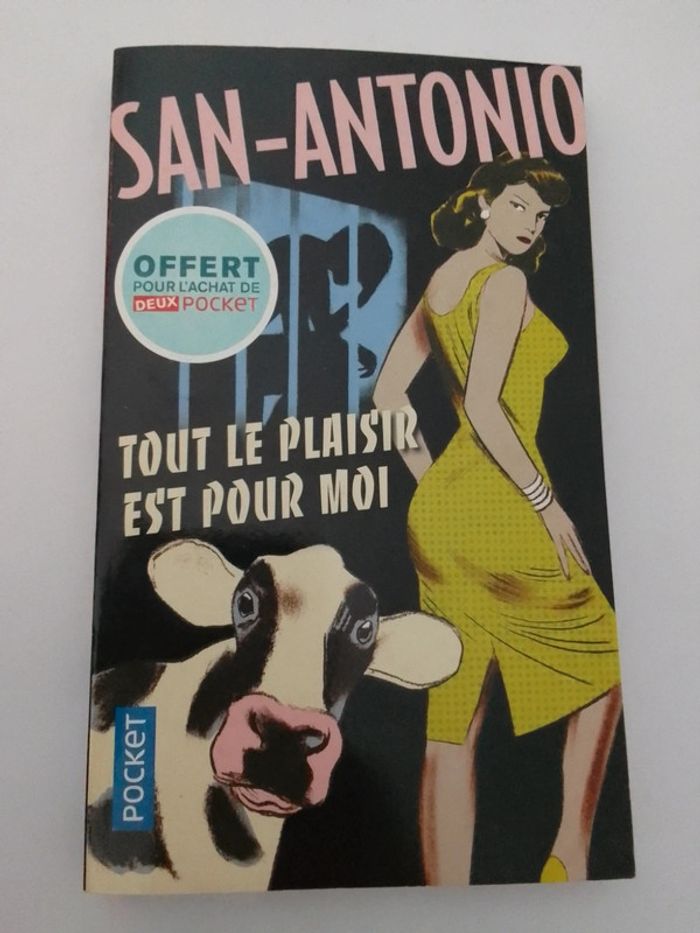 SAN-ANTONIO
OFFERT
POUR L'ACHAT DE
DEUX POCKET
TOUT LE PLAISIR
EST POUR MOI
POCKET